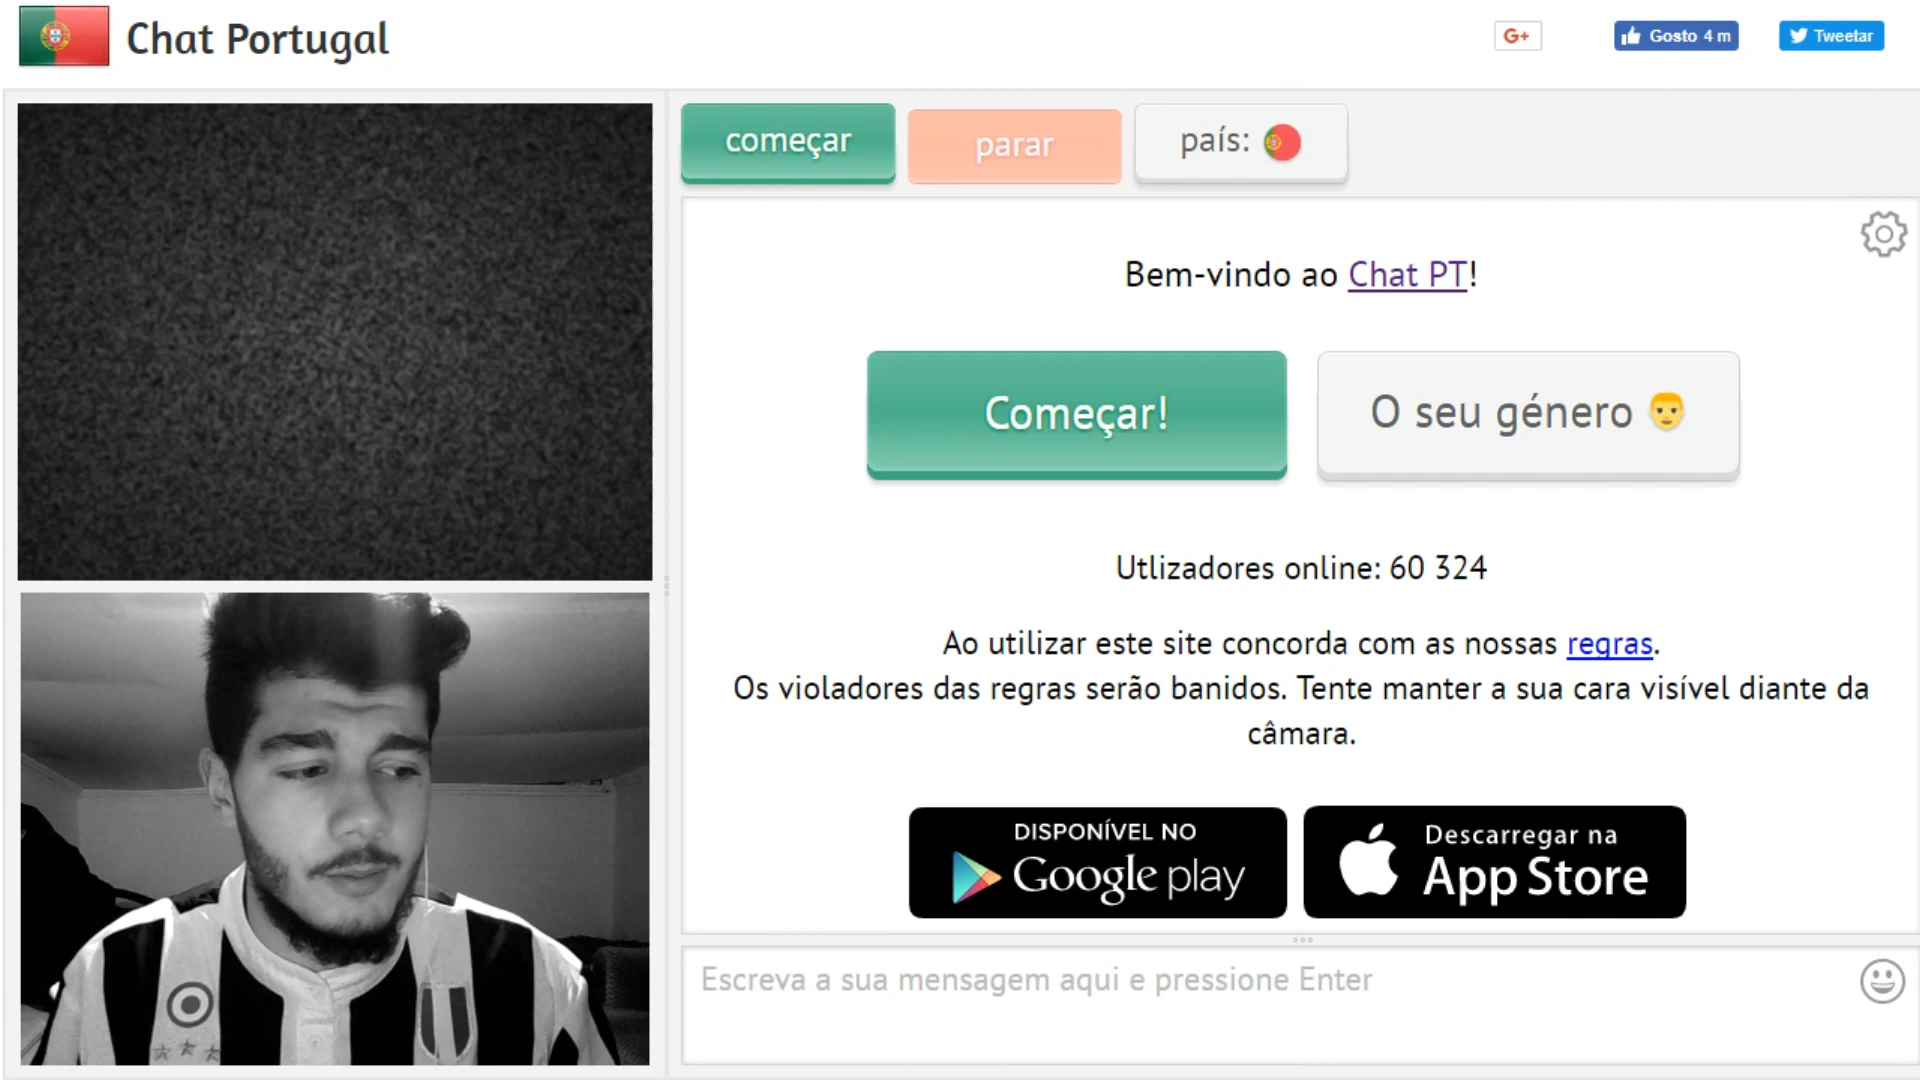 Chat Portugal
G+
Gosto 4 m
Tweetar
começar
parar
país:
Bem-vindo ao Chat PT!
Começar!
O seu género
Utlizadores online: 60 324
Ao utilizar este site concorda com as nossas regras.
Os violadores das regras serão banidos. Tente manter a sua cara visível diante da
câmara.
DISPONÍVEL NO
Google play
Descarregar na
App Store
Escreva a sua mensagem aqui e pressione Enter